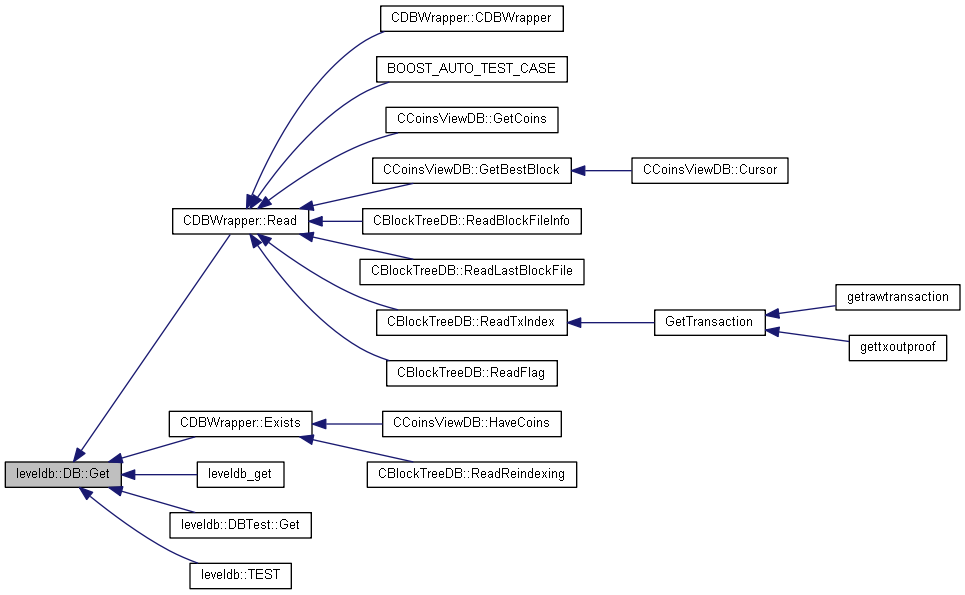 CDBWrapper::CDBWrapper
BOOST_AUTO_TEST_CASE
CCoinsViewDB::GetCoins
CCoinsViewDB::GetBestBlock
CCoinsViewDB::Cursor
CDBWrapper::Read
CBlockTreeDB::ReadBlockFileInfo
CBlockTreeDB::ReadLastBlockFile
getrawtransaction
CBlockTreeDB::ReadTxIndex
GetTransaction
gettxoutproof
CBlockTreeDB::ReadFlag
CDBWrapper::Exists
CCoinsViewDB::HaveCoins
leveldb::DB::Get
leveldb_get
CBlockTreeDB::ReadReindexing
leveldb::DBTest::Get
leveldb::TEST